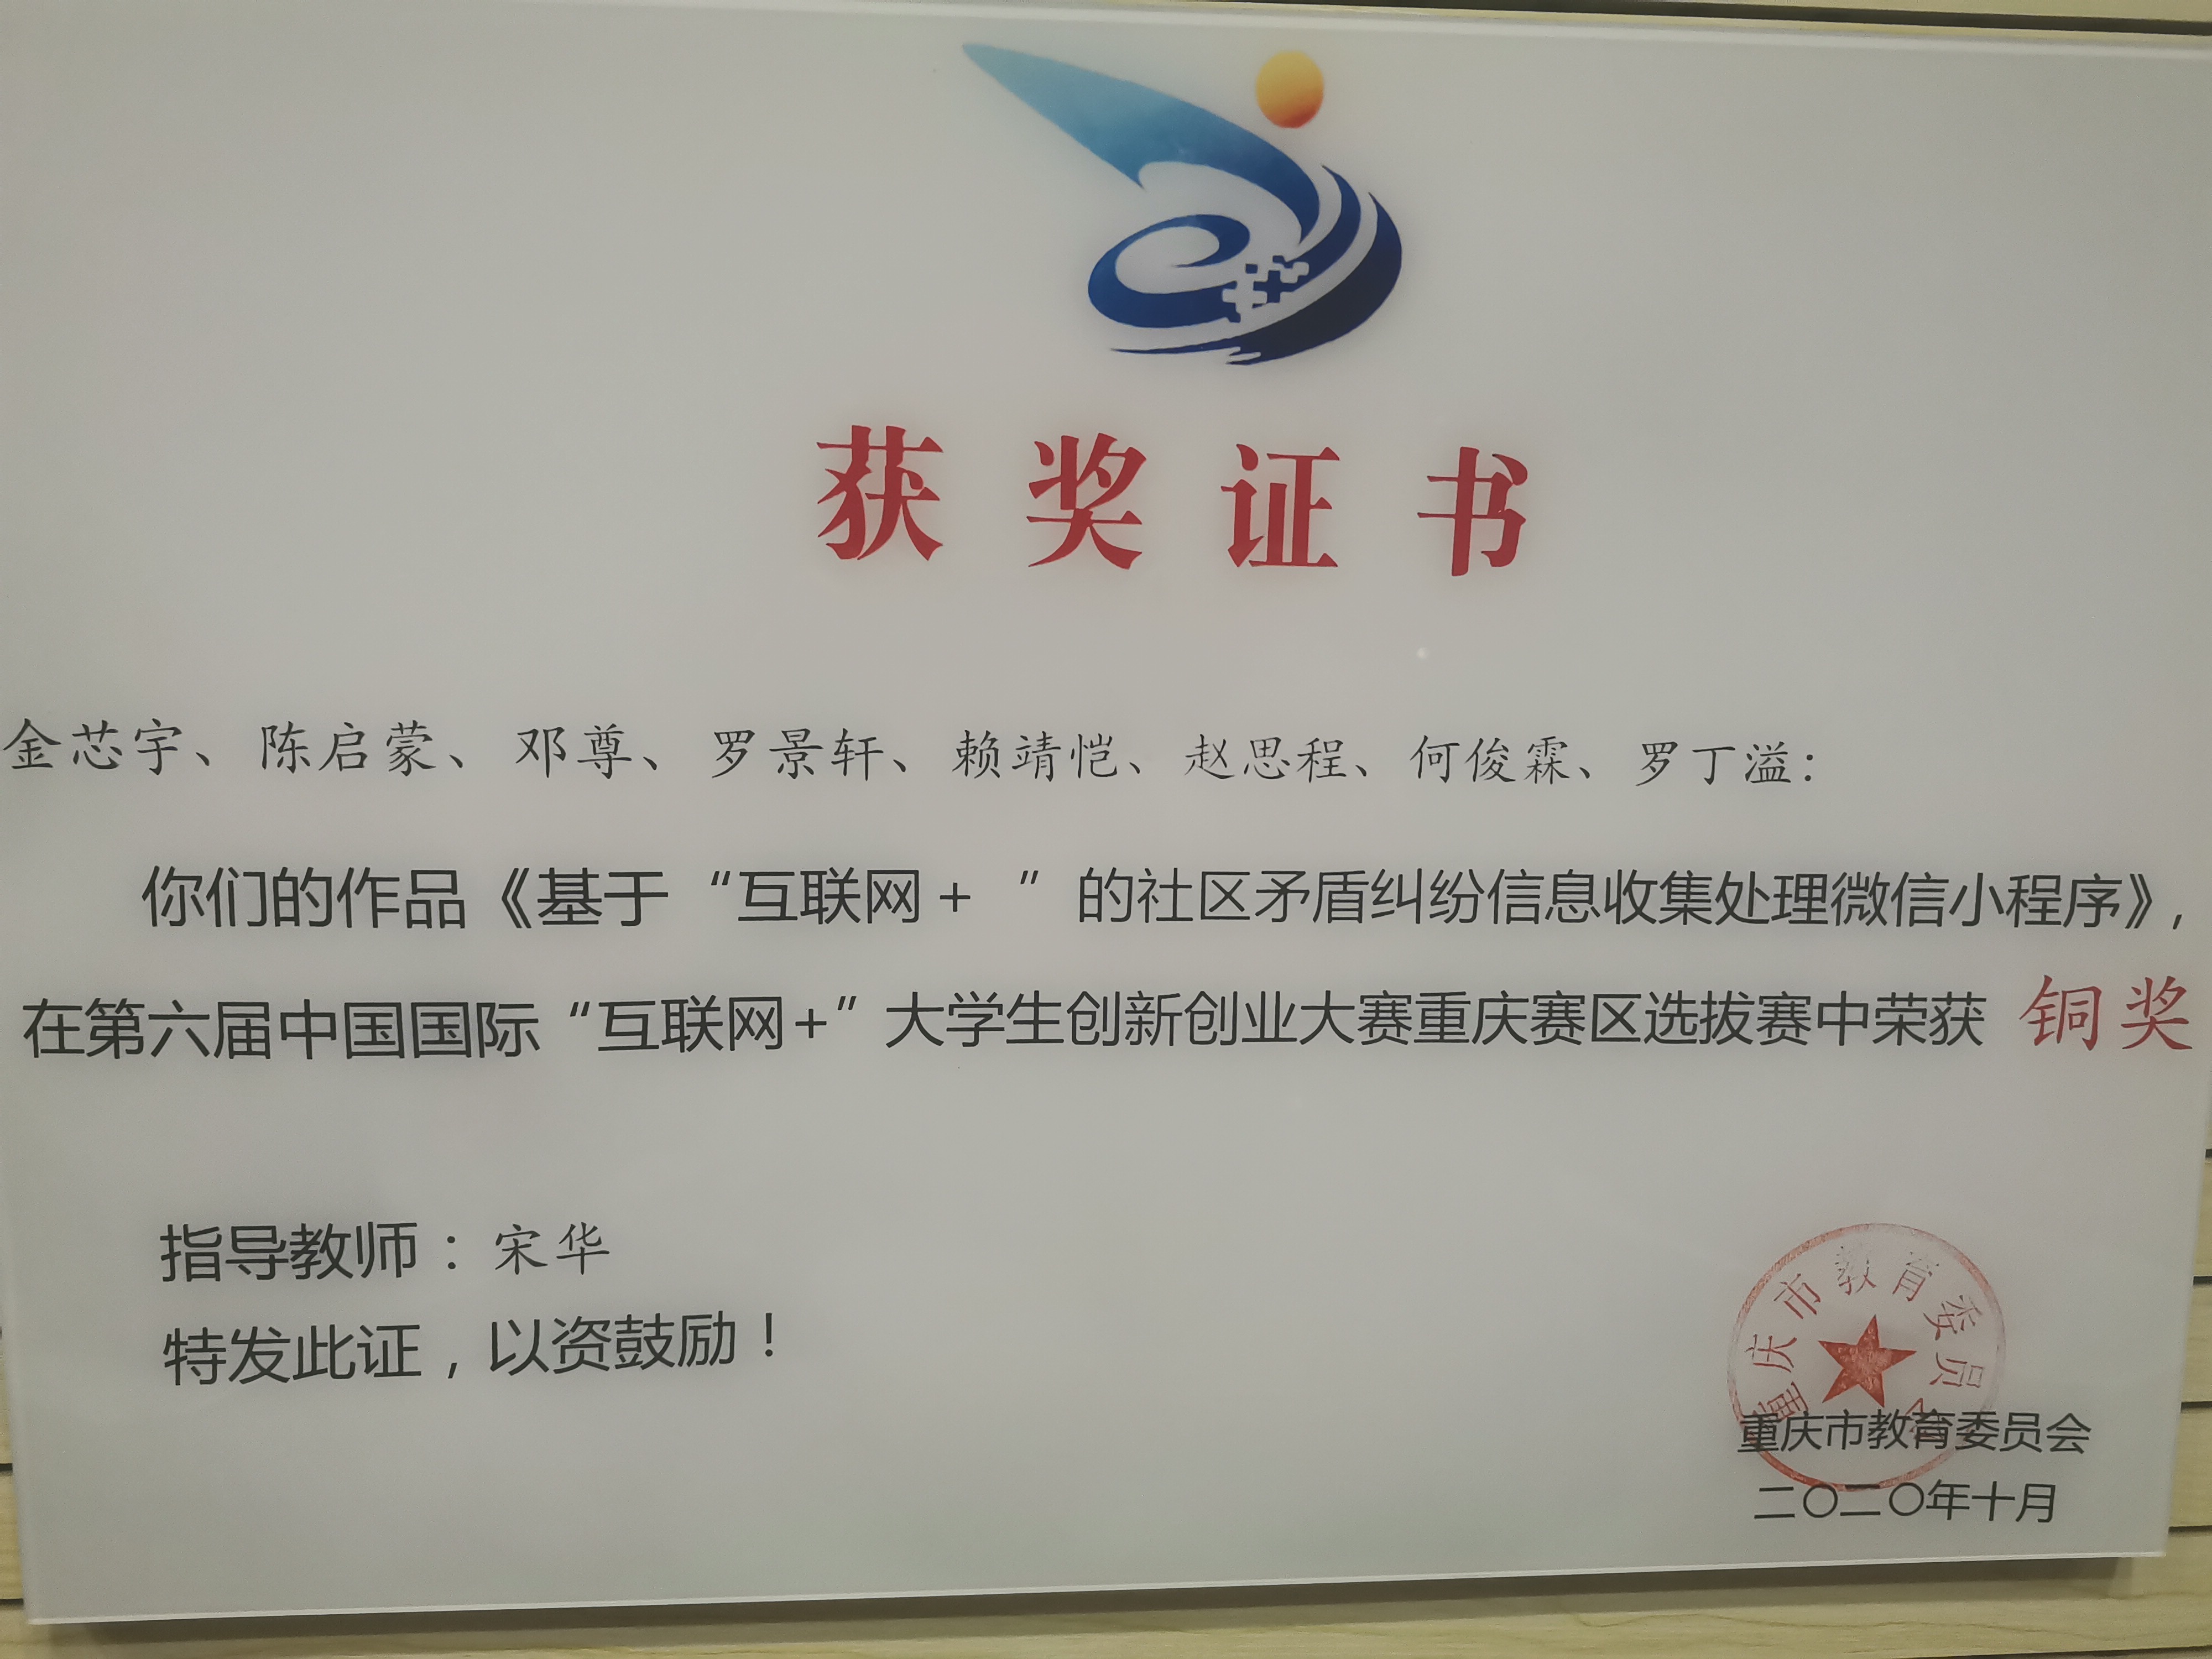 获奖证书
金芯宇、陈启蒙、邓尊、罗景轩、赖靖恺、赵思程、何俊霖、罗丁溢：
你们的作品《基于“互联网+ ”的社区矛盾纠纷信息收集处理微信小程序》，
在第六届中国国际“互联网+”大学生创新创业大赛重庆赛区选拔赛中荣获 铜奖
指导教师：宋华
特发此证，以资鼓励！
重庆市教育委员会
重庆市教育委员会
二〇二〇年十月